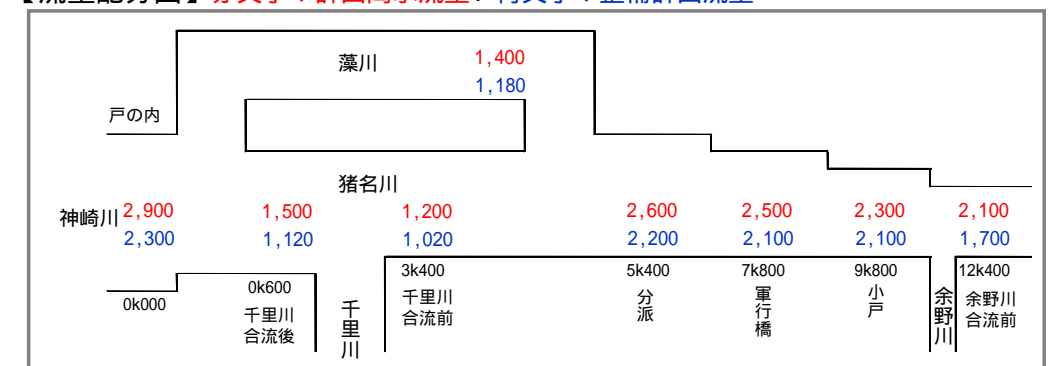 【流量配分図】赤文字：計画高水流量、青文字：整備計画流量
藻川
1,400
1,180
戸の内
猪名川
神崎川
2,900 1,500 1,200 2,600 2,500 2,300 2,100
2,300 1,120 1,020 2,200 2,100 2,100 1,700
0k000
0k600
千里川
合流後
千里川
3k400
千里川
合流前
5k400
分派
7k800
軍行橋
9k800
小戸
余野川
12k400
余野川
合流前